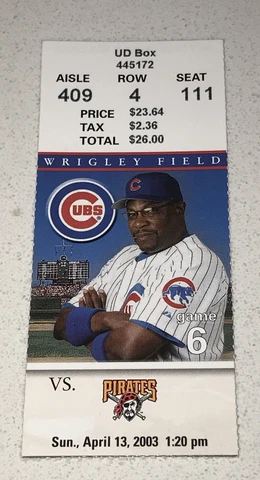 UD Box
445172
AISLE ROW SEAT
409 4 111
PRICE $23.64
TAX $2.36
TOTAL $26.00
WRIGLEY FIELD
CUBS
game
6
VS.
PIRATES
Sun., April 13, 2003 1:20 pm